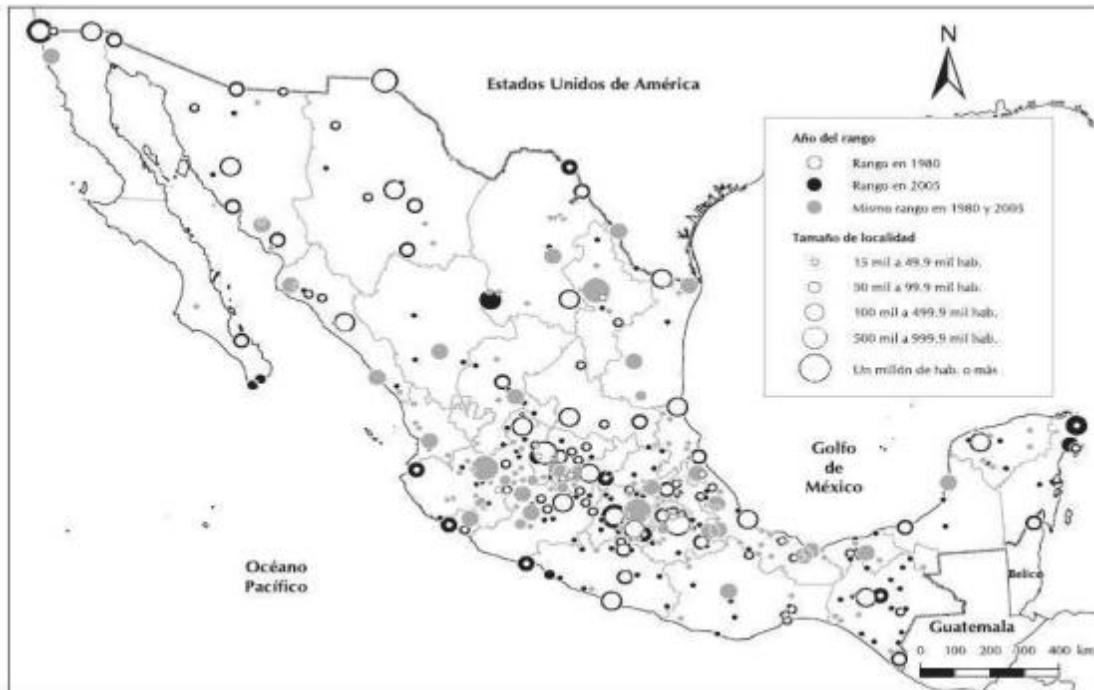 N
Estados Unidos de América
Año del rango
Rango en 1980
Rango en 2005
Mismo rango en 1980 y 2005
Tamaño de localidad
15 mil a 49.9 mil hab.
50 mil a 99.9 mil hab.
100 mil a 499.9 mil hab.
500 mil a 999.9 mil hab.
Un millón de hab. o más
Golfo
de
México
Océano
Pacífico
Belice
Guatemala
0 100 200 300 400 km